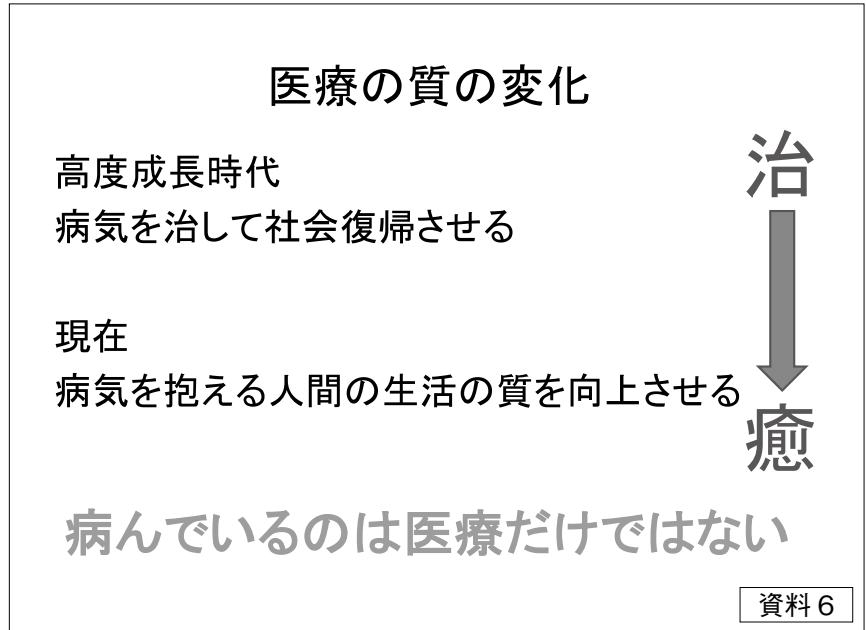 医療の質の変化
高度成長時代
病気を治して社会復帰させる
治
現在
病気を抱える人間の生活の質を向上させる
癒
病んでいるのは医療だけではない
資料6